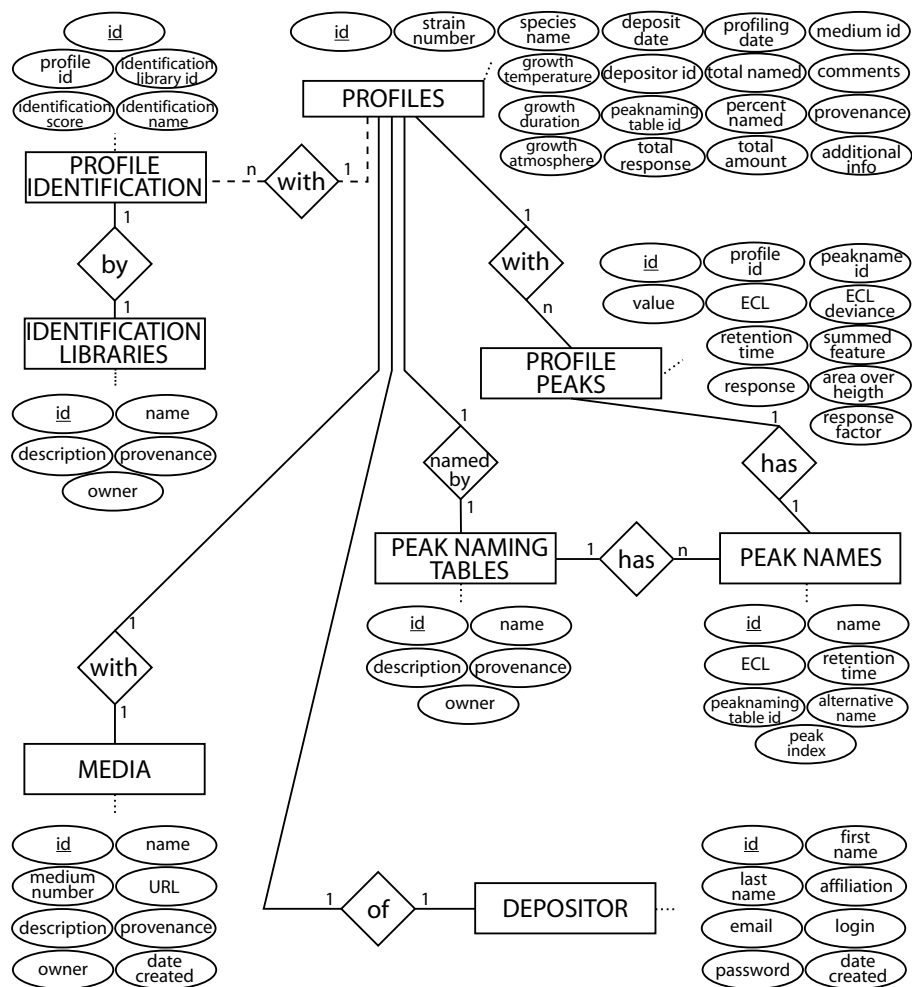 id
profile
id
identification
library id
identification
score
identification
name
PROFILE
IDENTIFICATION
n
with
1
1
by
1
IDENTIFICATION
LIBRARIES
id
name
description
provenance
owner
id
strain
number
species
name
deposit
date
profiling
date
medium id
growth
temperature
depositor id
total named
comments
growth
duration
peaknaming
table id
percent
named
provenance
growth
atmosphere
total
response
total
amount
additional
info
PROFILES
1
with
n
PROFILE
PEAKS
id
profile
id
peakname
id
value
ECL
ECL
deviance
retention
time
summed
feature
response
area over
heigth
response
factor
1
has
1
1
named
by
1
PEAK NAMING
TABLES
1
has
n
PEAK NAMES
id
name
description
provenance
owner
id
name
ECL
retention
time
peaknaming
table id
alternative
name
peak
index
1
with
1
MEDIA
id
name
medium
number
URL
description
provenance
owner
date
created
1
of
1
DEPOSITOR
id
first
name
last
name
affiliation
email
login
password
date
created